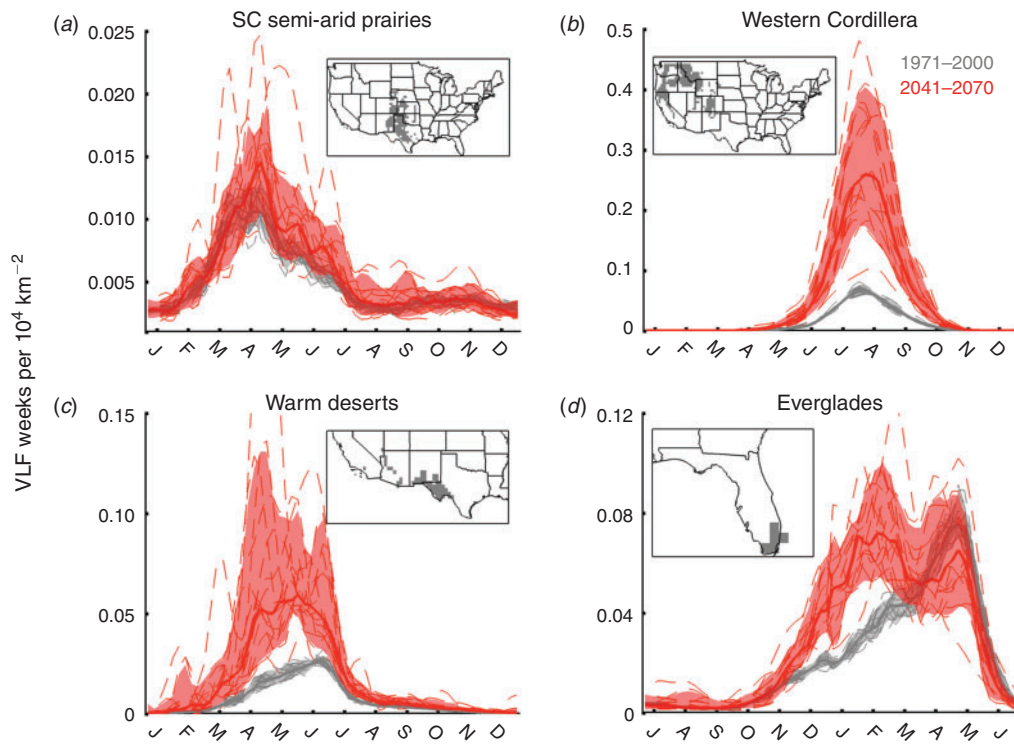 (a) SC semi-arid prairies
0.025
0.020
0.015
0.010
0.005
J F M A M J J A S O N D
(b) Western Cordillera
1971–2000
2041–2070
0.5
0.4
0.3
0.2
0.1
0
J F M A M J J A S O N D
VLF weeks per 10⁴ km⁻²
(c) Warm deserts
0.15
0.10
0.05
0
J F M A M J J A S O N D
(d) Everglades
0.12
0.08
0.04
0
J A S O N D J F M A M J